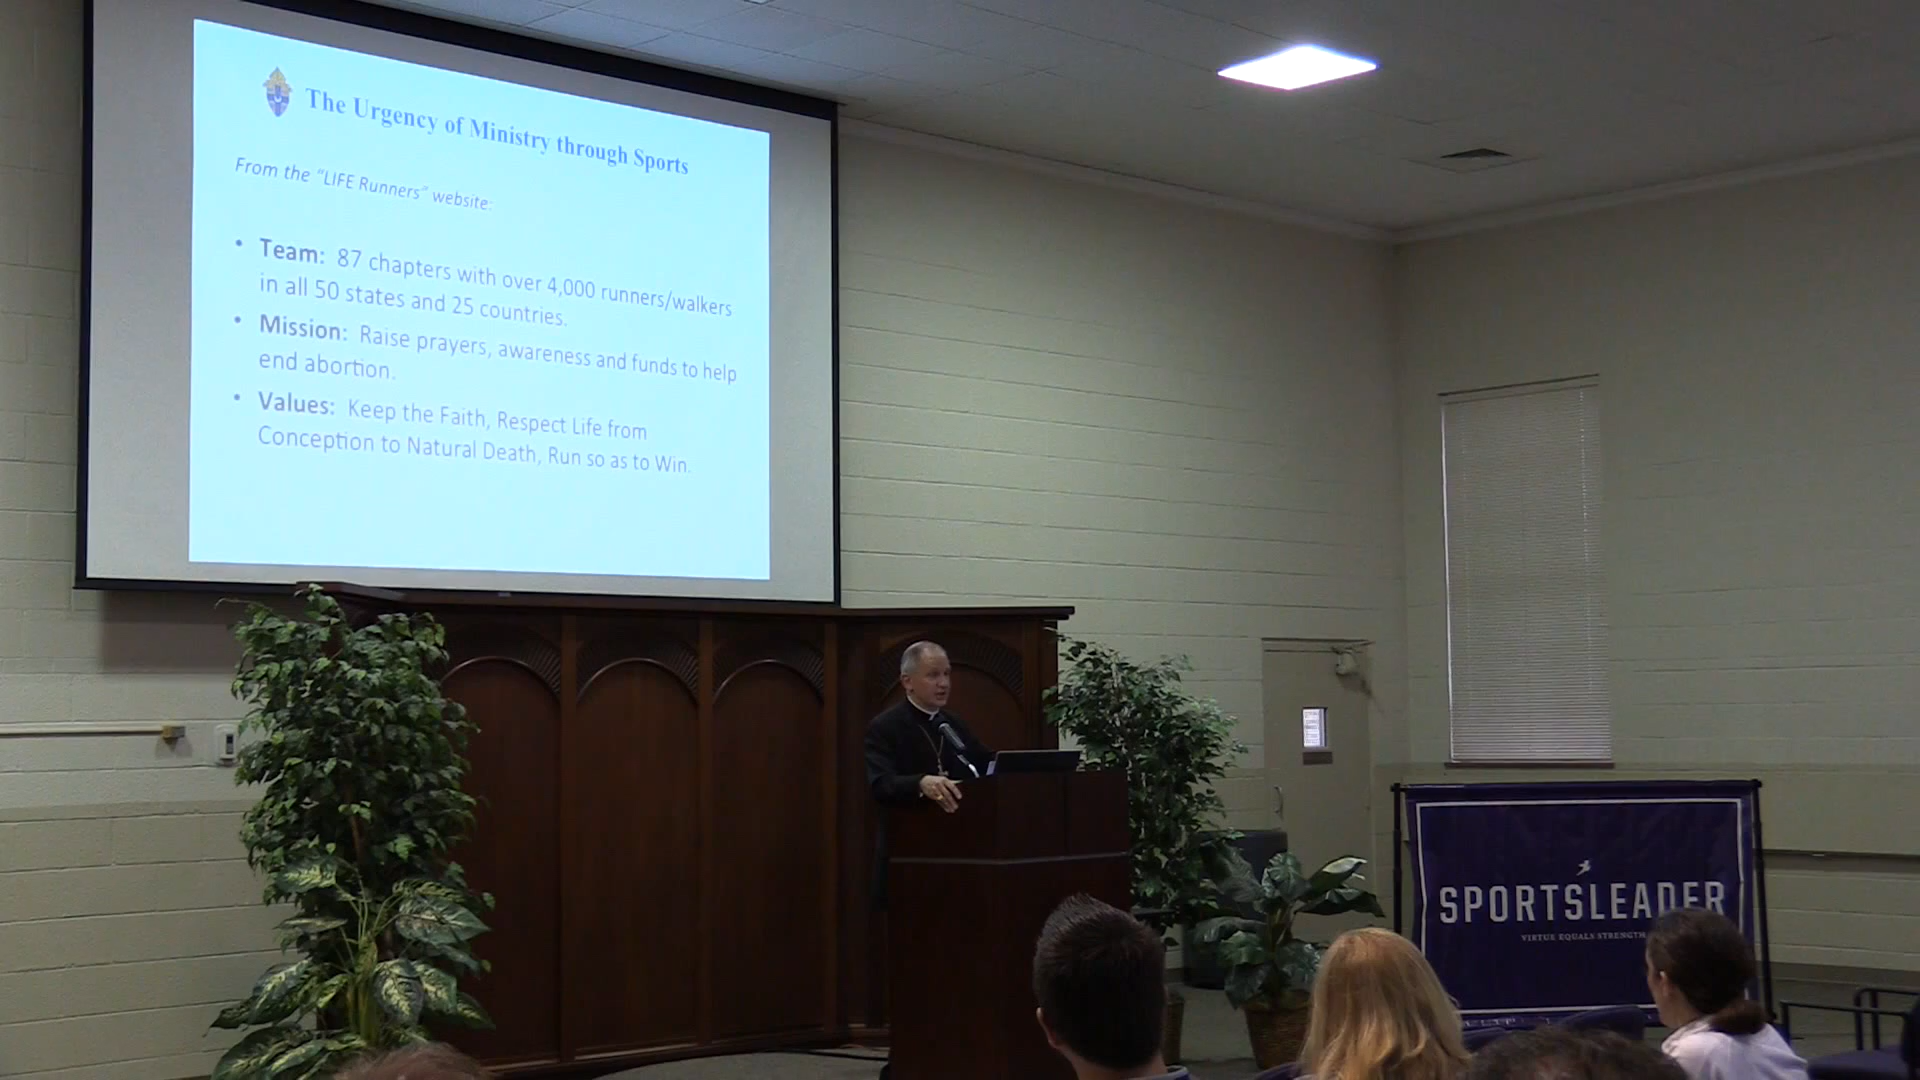 The Urgency of Ministry through Sports
From the "LIFE Runners" website:
• Team: 87 chapters with over 4,000 runners/walkers
in all 50 states and 25 countries.
• Mission: Raise prayers, awareness and funds to help
end abortion.
• Values: Keep the Faith, Respect Life from
Conception to Natural Death, Run so as to Win.
SPORTSLEADER
VIRTUE EQUALS STRENGTH